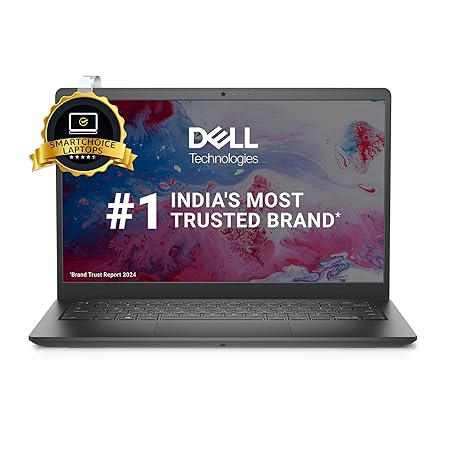 SMARTCHOICE
LAPTOPS
DELL
Technologies
#1
INDIA'S MOST
TRUSTED BRAND*
*Brand Trust Report 2024